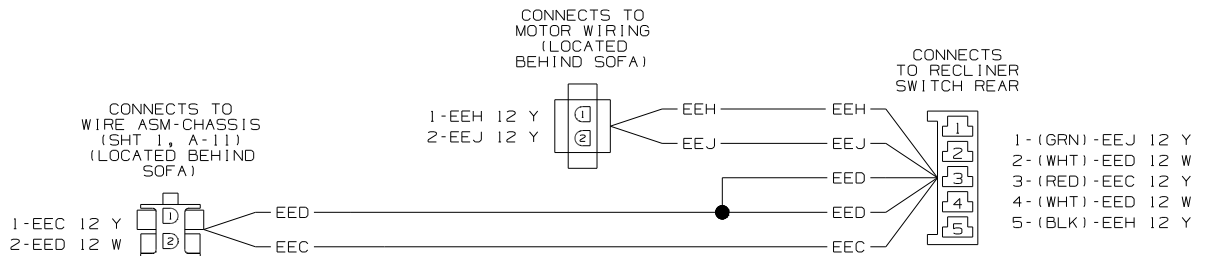 CONNECTS TO
MOTOR WIRING
(LOCATED
BEHIND SOFA)
1-EEH 12 Y
2-EEJ 12 Y
1
2
CONNECTS
TO RECLINER
SWITCH REAR
1
2
3
4
5
1-(GRN)-EEJ 12 Y
2-(WHT)-EED 12 W
3-(RED)-EEC 12 Y
4-(WHT)-EED 12 W
5-(BLK)-EEH 12 Y
CONNECTS TO
WIRE ASM-CHASSIS
(SHT 1, A-11)
(LOCATED BEHIND
SOFA)
1-EEC 12 Y
2-EED 12 W
1
2
EEH EEH
EEJ EEJ
EED
EED EED
EEC EEC